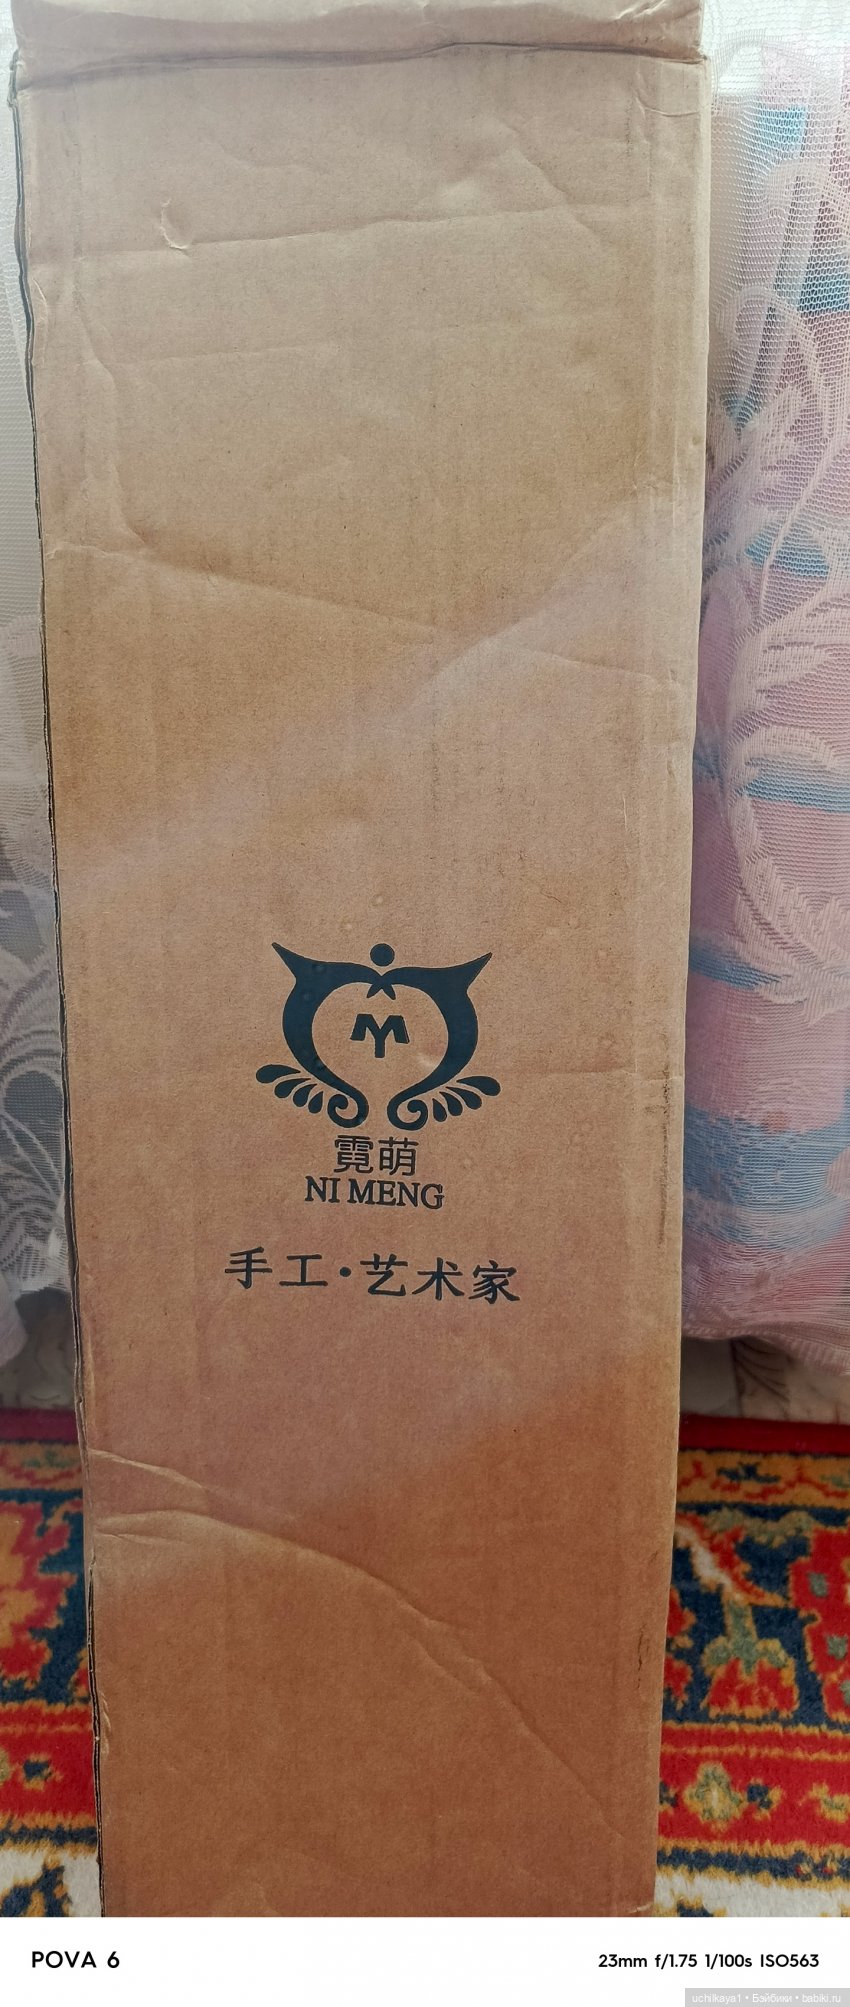 霓萌
NI MENG
手工·艺术家
POVA 6
23mm f/1.75 1/100s ISO563
uchilkaya1 • Бэйбики • babiki.ru